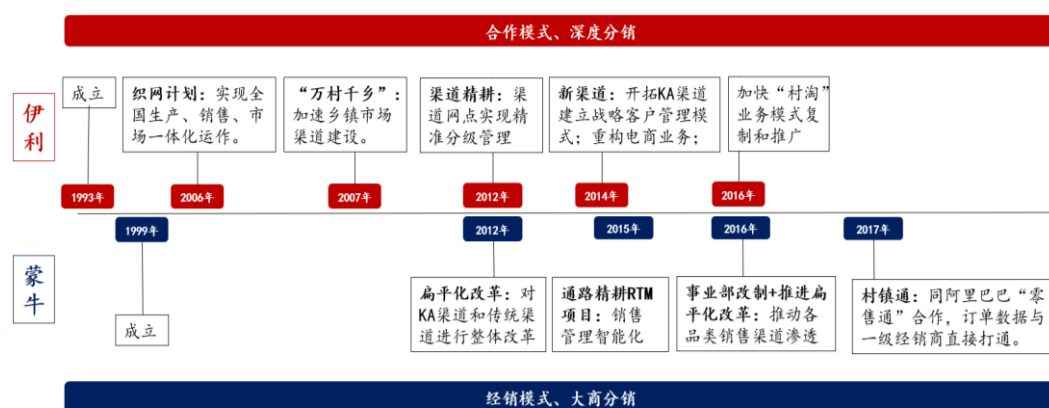 合作模式、深度分销
伊利
成立
织网计划：实现全
国生产、销售、市
场一体化运作。
“万村千乡”：
加速乡镇市场
渠道建设。
渠道精耕：渠
道网点实现精
准分级管理
新渠道：开拓KA渠道
建立战略客户管理模
式；重构电商业务；
加快“村淘”
业务模式复
制和推广
1993年
2006年
2007年
2012年
2014年
2016年
1999年
2012年
2015年
2016年
2017年
蒙牛
成立
扁平化改革：对
KA渠道和传统渠
道进行整体改革
通路精耕RTM
项目：销售
管理智能化
事业部改制+推进扁
平化改革：推动各
品类销售渠道渗透
村镇通：同阿里巴巴“零
售通”合作，订单数据与
一级经销商直接打通。
经销模式、大商分销